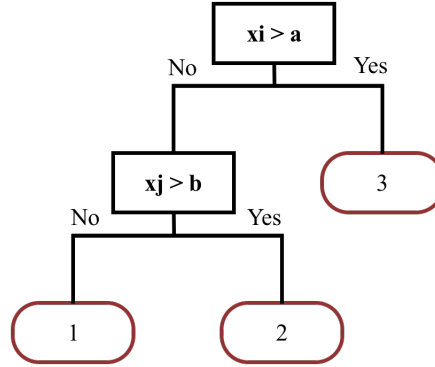 xi > a
No
Yes
xj > b
3
No
Yes
1
2